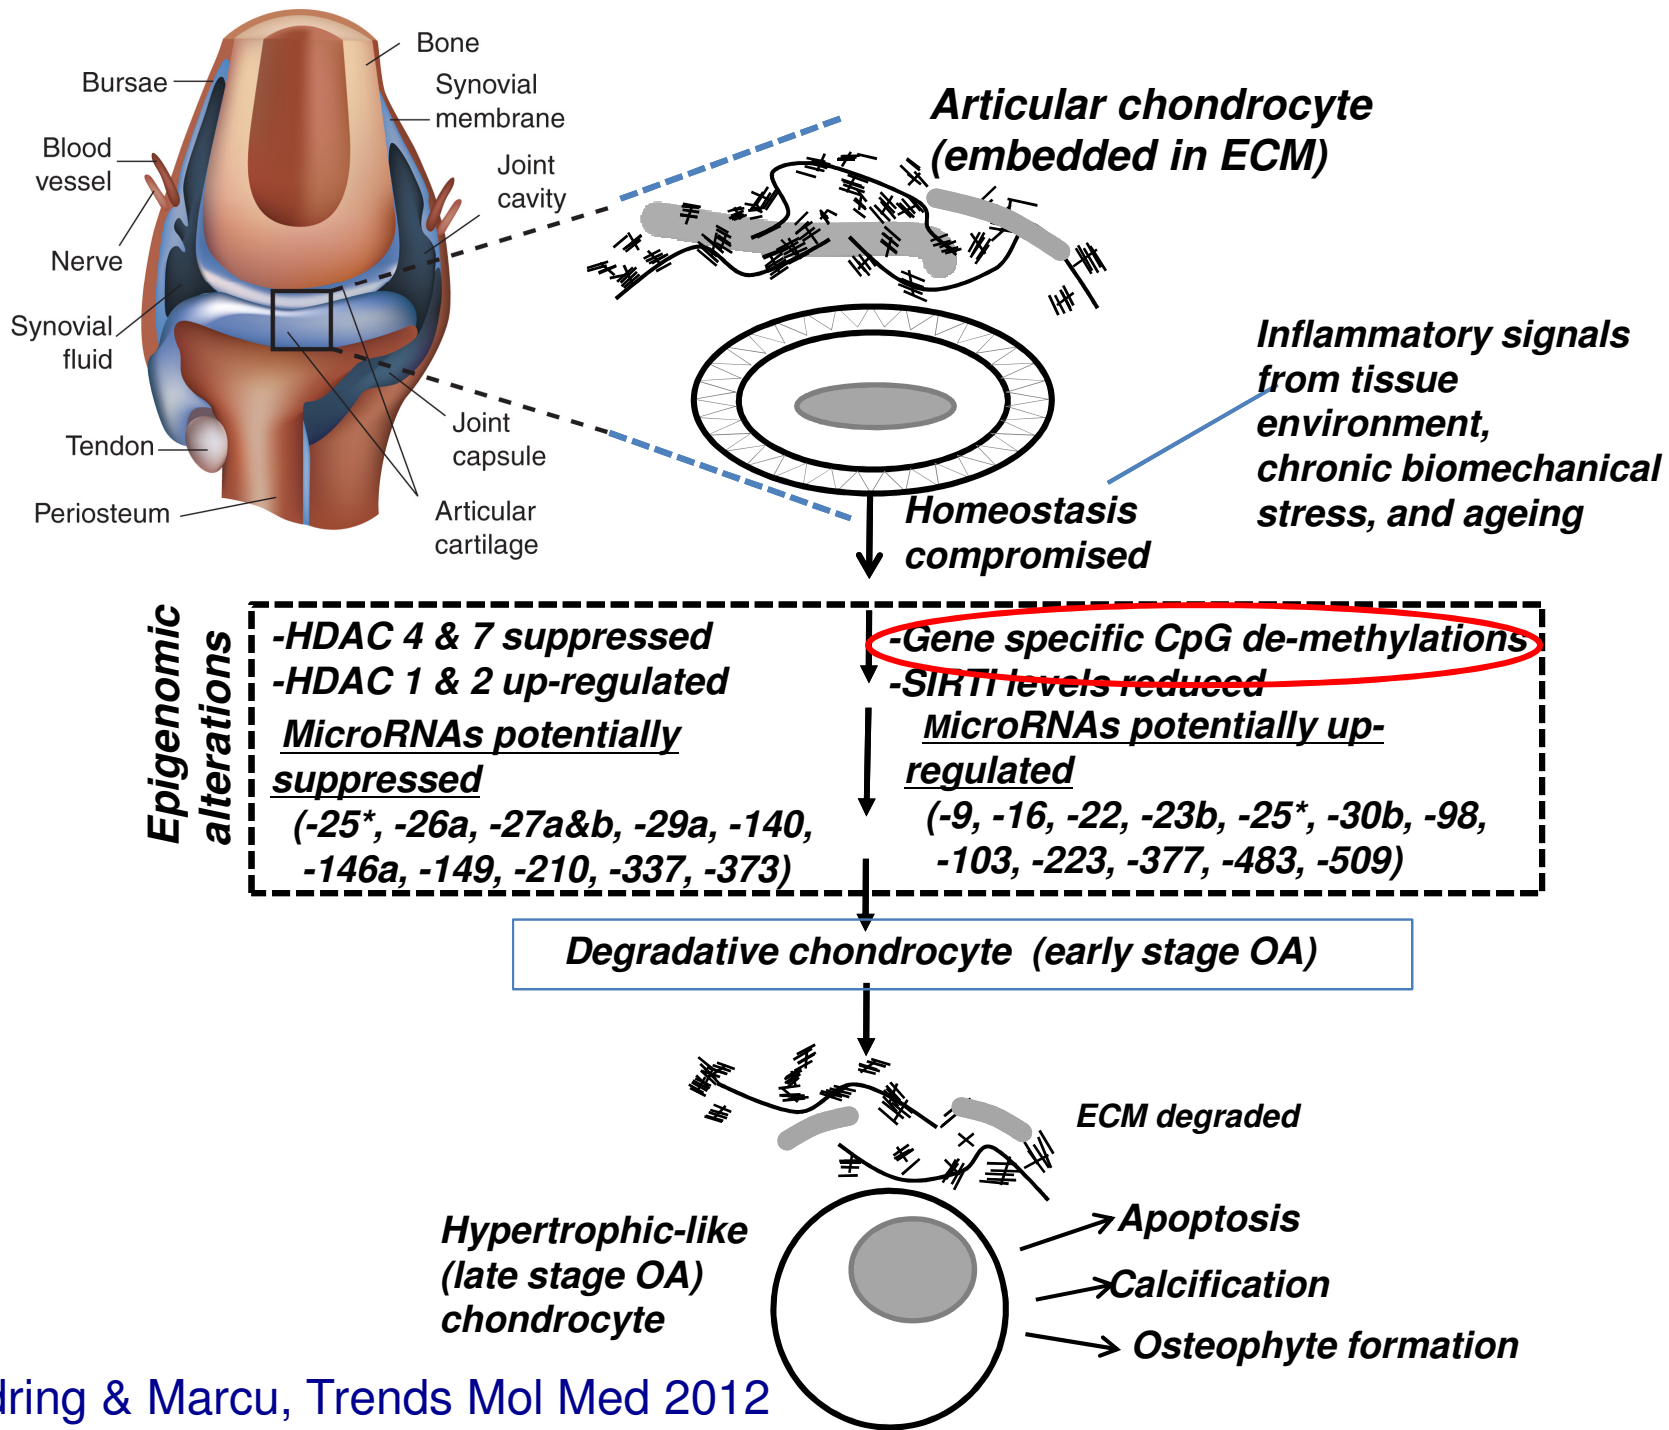 Bone
Bursae
Synovial
membrane
Blood
vessel
Joint
cavity
Nerve
Synovial
fluid
Tendon
Joint
capsule
Periosteum
Articular
cartilage
Articular chondrocyte
(embedded in ECM)
Inflammatory signals
from tissue
environment,
chronic biomechanical
stress, and ageing
Homeostasis
compromised
Epigenomic
alterations
-HDAC 4 & 7 suppressed
-HDAC 1 & 2 up-regulated
MicroRNAs potentially
suppressed
(-25*, -26a, -27a&b, -29a, -140,
-146a, -149, -210, -337, -373)
-Gene specific CpG de-methylations
-SIRTI levels reduced
MicroRNAs potentially up-
regulated
(-9, -16, -22, -23b, -25*, -30b, -98,
-103, -223, -377, -483, -509)
Degradative chondrocyte (early stage OA)
ECM degraded
Hypertrophic-like
(late stage OA)
chondrocyte
Apoptosis
Calcification
Osteophyte formation
dring & Marcu, Trends Mol Med 2012